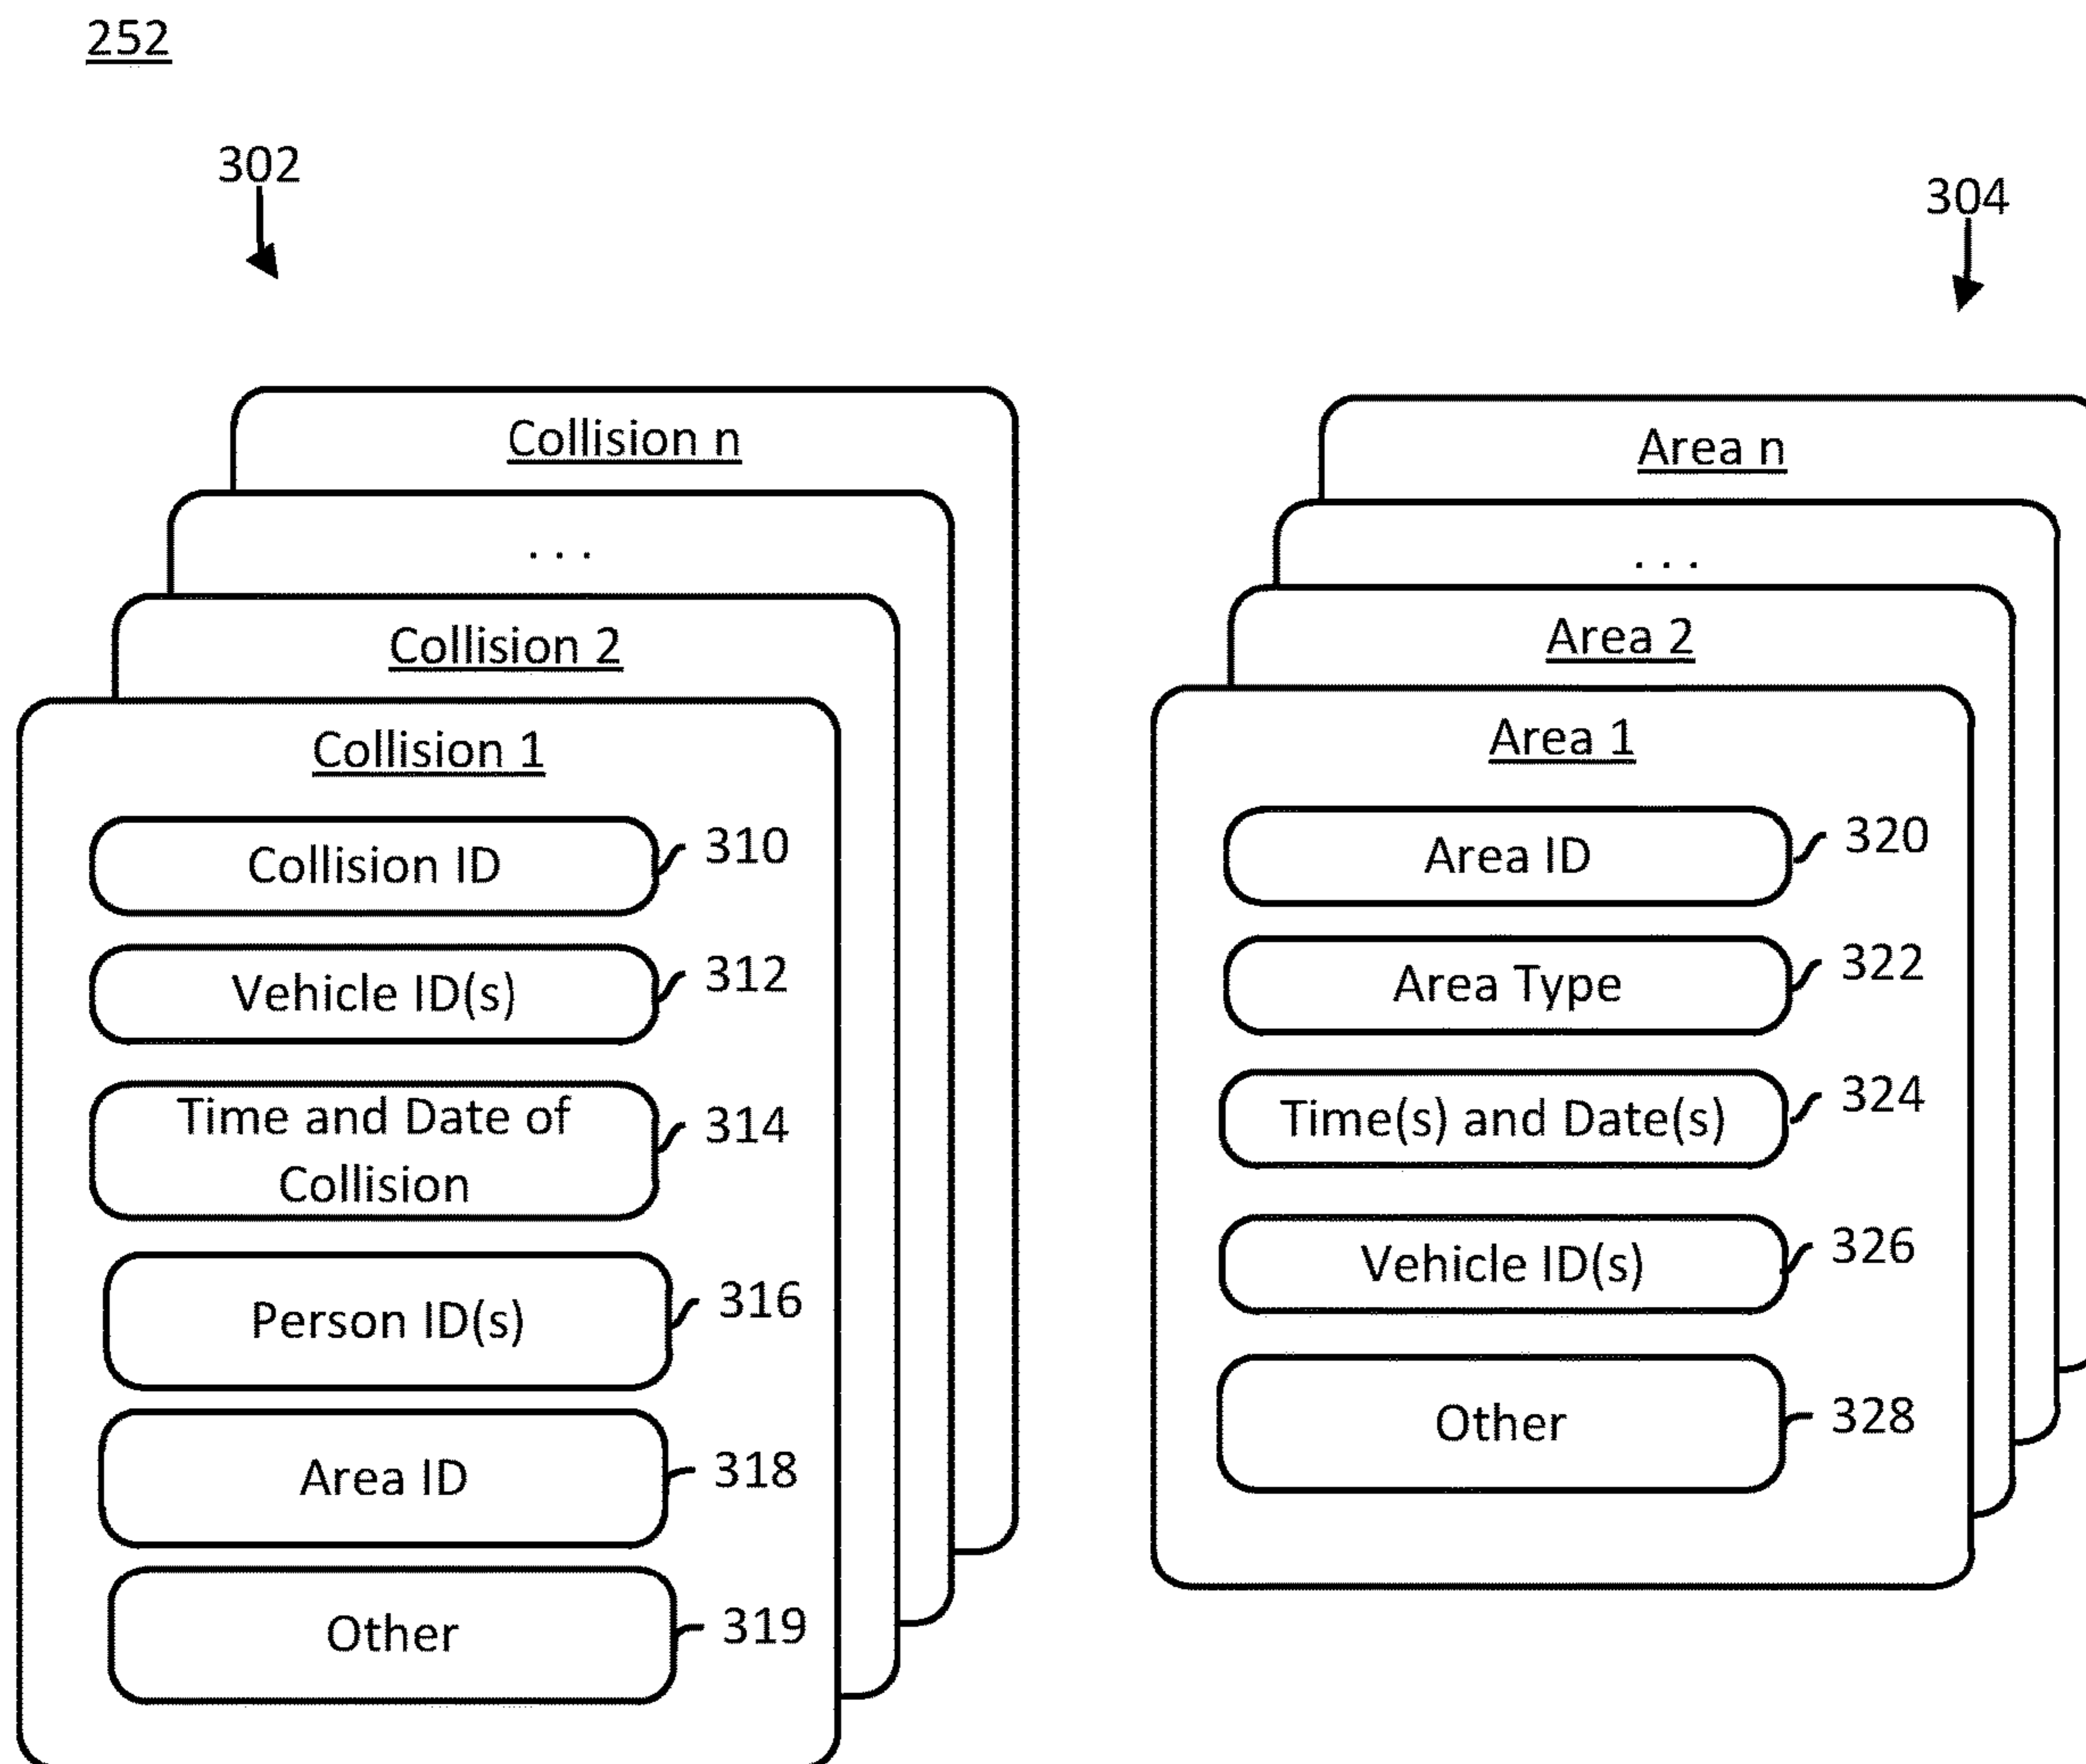 252
302
304
Collision n
. . .
Collision 2
Collision 1
Collision ID
310
Vehicle ID(s)
312
Time and Date of
Collision
314
Person ID(s)
316
Area ID
318
Other
319
Area n
. . .
Area 2
Area 1
Area ID
320
Area Type
322
Time(s) and Date(s)
324
Vehicle ID(s)
326
Other
328